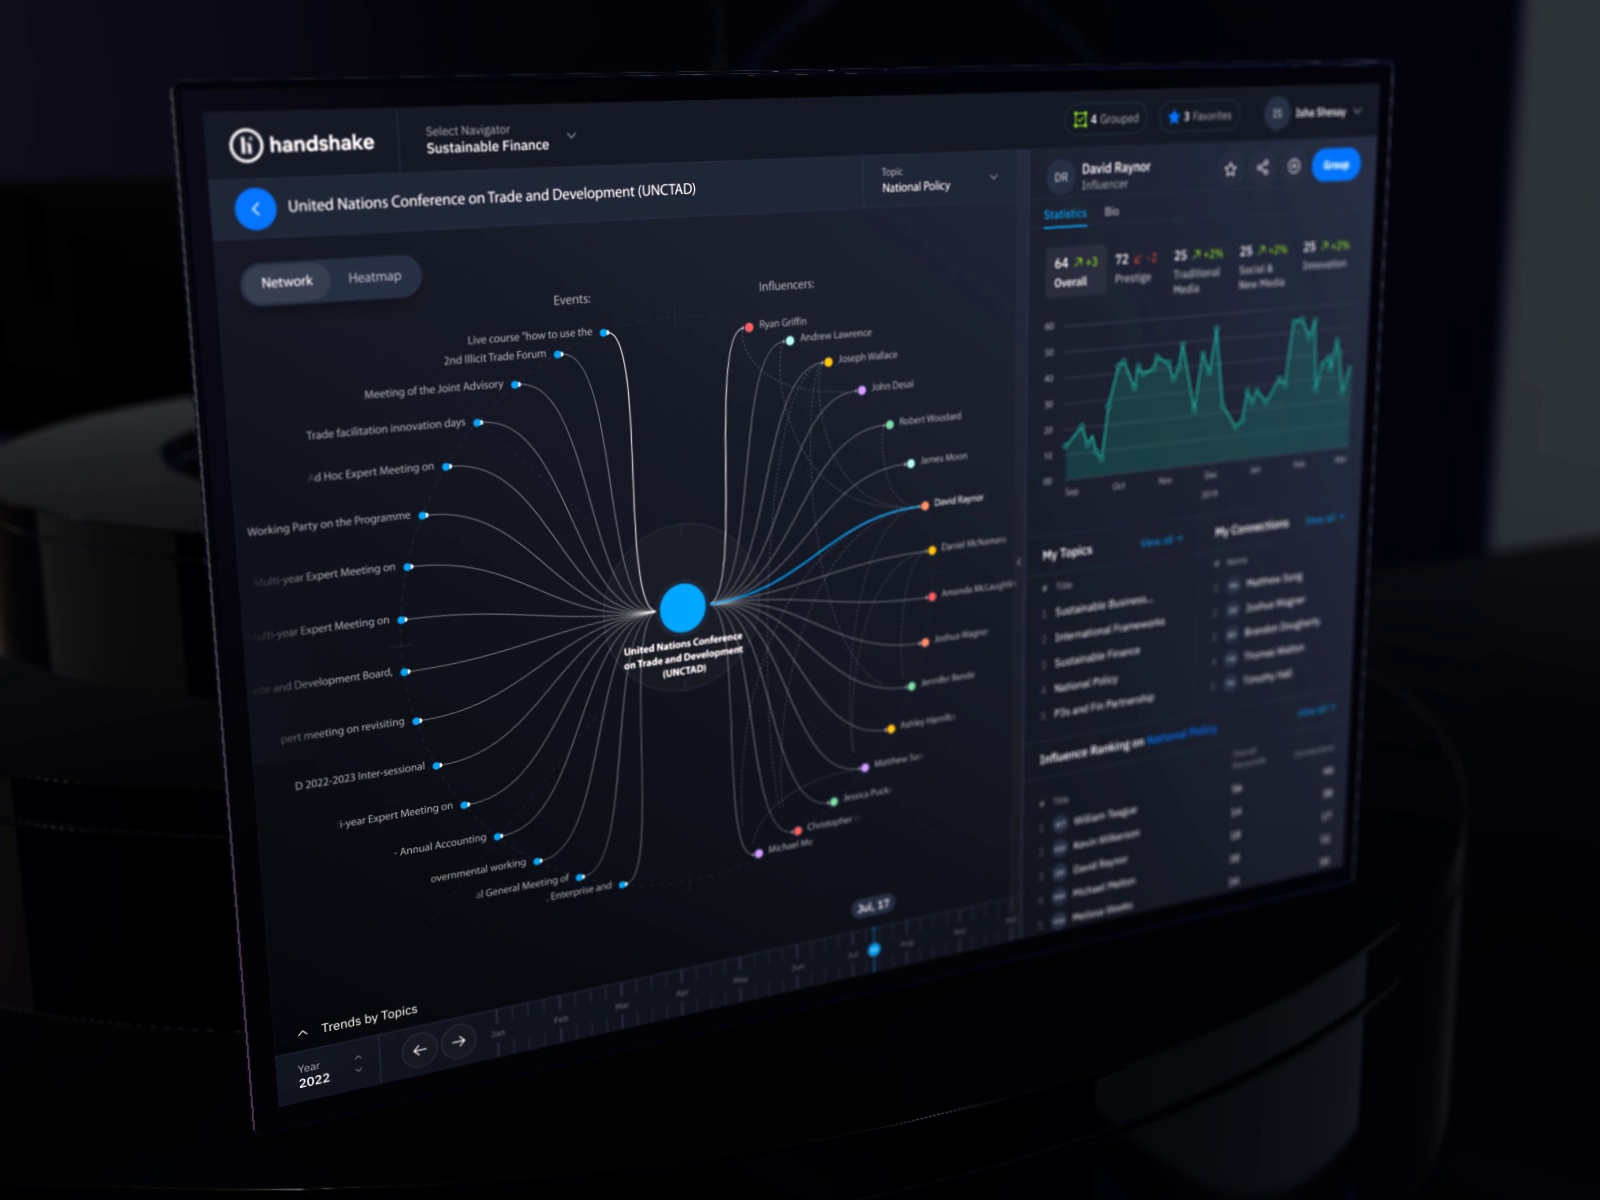 handshake
Select Navigator
Sustainable Finance
4 Grouped
3 Favorites
IS
Isha Shesay
United Nations Conference on Trade and Development (UNCTAD)
Topic
National Policy
DR
David Raynor
Influencer
Group
Statistics
Bio
Network
Heatmap
64 +3
Overall
72 -2
Prestige
25 +2%
Traditional
Media
25 +2%
Social &
New Media
25 +2%
Innovation
Events:
Influencers:
Live course "how to use the
2nd Illicit Trade Forum
Meeting of the Joint Advisory
Trade facilitation innovation days
Ad Hoc Expert Meeting on
Working Party on the Programme
Multi-year Expert Meeting on
Multi-year Expert Meeting on
de and Development Board,
pert meeting on revisiting
D 2022-2023 Inter-sessional
i-year Expert Meeting on
- Annual Accounting
overnmental working
al General Meeting of
, Enterprise and
United Nations Conference
on Trade and Development
(UNCTAD)
Ryan Griffin
Andrew Lawrence
Joseph Wallace
John Desai
Robert Woodard
James Moon
David Raynor
Daniel McNamara
Amanda McLaughlin
Joshua Wagner
Jennifer Bende
Ashley Hamilto
Matthew Sun
Jessica Puck
Christopher
Michael Mc
60
50
40
30
20
10
00
Sep
Oct
Nov
Dec
Jan
Feb
Mar
2019
My Topics
View all
# Title
1 Sustainable Business...
2 International Frameworks
3 Sustainable Finance
4 National Policy
5 P3s and Fin Partnership
My Connections
View all
# Name
1 Matthew Sung
2 Joshua Wagner
3 Brendan Dougherty
4 Thomas Walton
5 Timothy Hall
Influence Ranking on National Policy
View all
# Title
1 William Teague
2 Kevin Wilkerson
3 David Raynor
4 Michael Melton
5 Melissa Weeks
Jul, 17
Trends by Topics
Year
2022
Jan
Feb
Mar
Apr
May
Jun
Jul
Aug